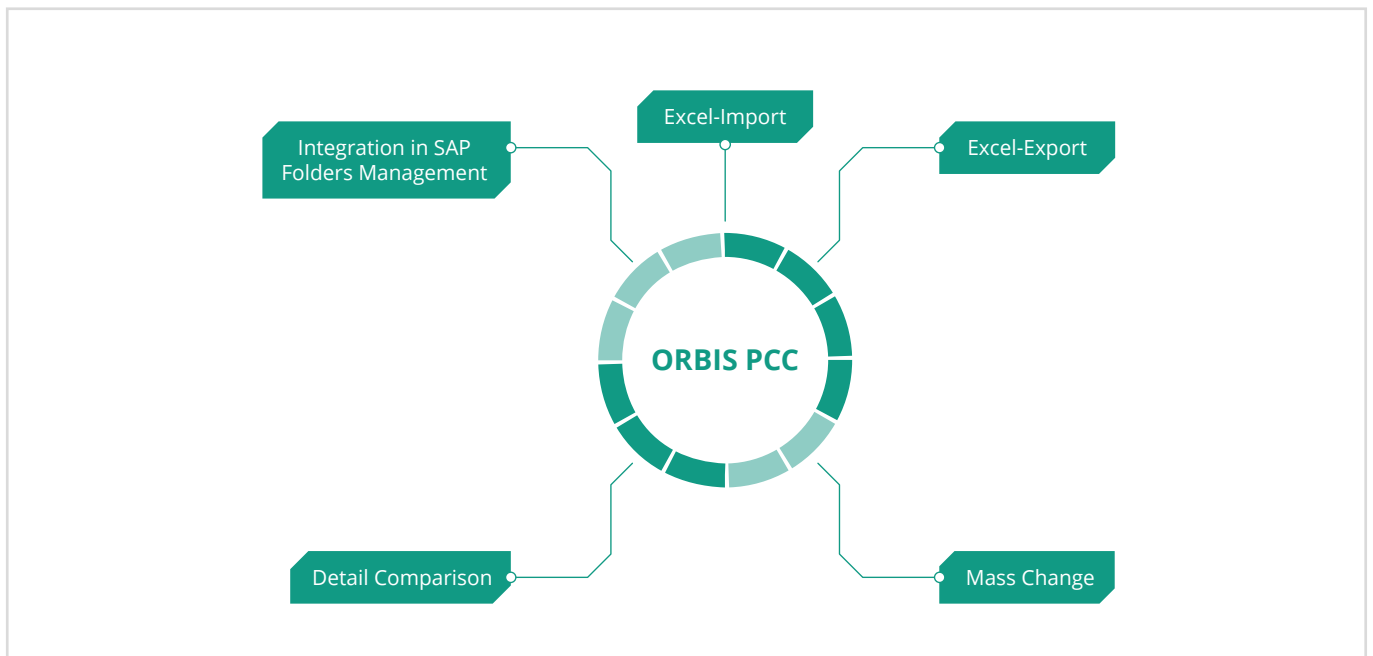 Excel-Import
Integration in SAP
Folders Management
Excel-Export
ORBIS PCC
Detail Comparison
Mass Change